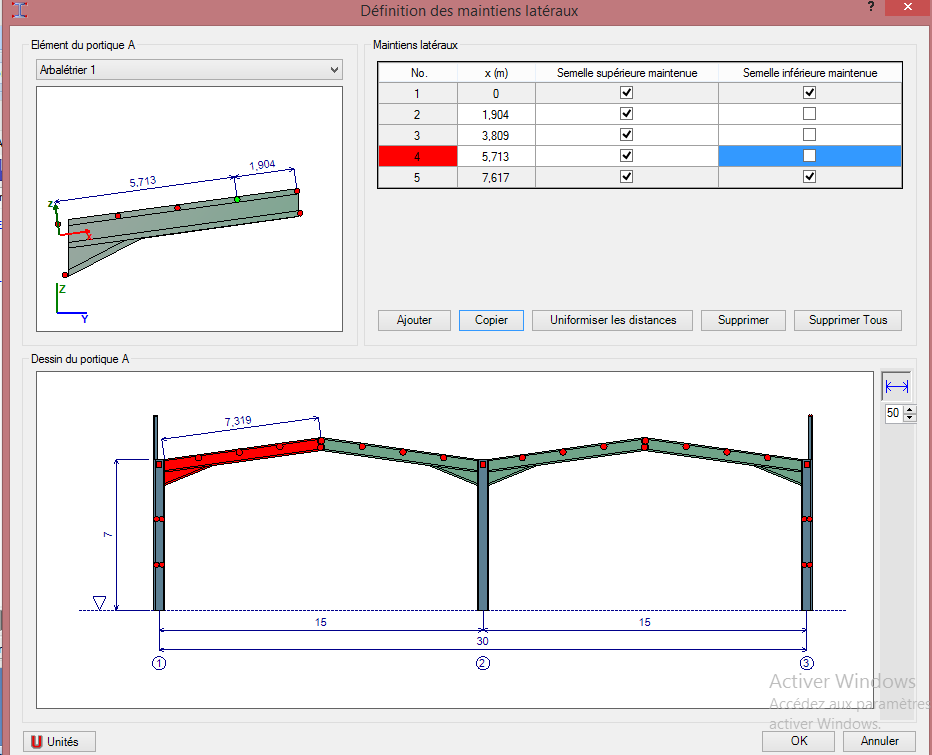 Définition des maintiens latéraux
?
Elément du portique A
Arbalétrier 1
5,713
1,904
z
x
Z
Y
Maintiens latéraux
No. x (m) Semelle supérieure maintenue Semelle inférieure maintenue
1 0
2 1,904
3 3,809
4 5,713
5 7,617
Ajouter Copier Uniformiser les distances Supprimer Supprimer Tous
Dessin du portique A
50
7,319
7
15 15
30
1 2 3
Activer Windows
Accédez aux paramètres
activer Windows.
Unités OK Annuler